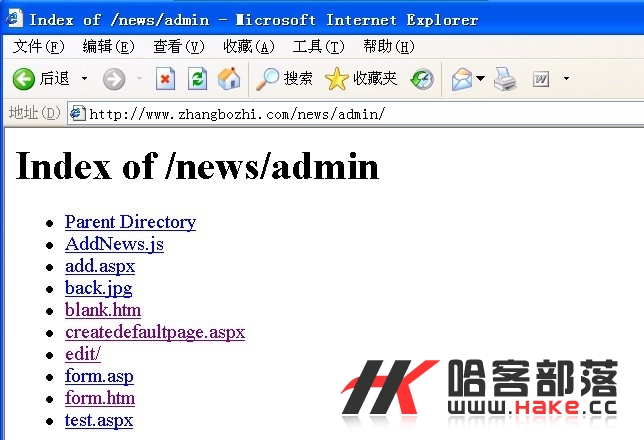 Index of /news/admin - Microsoft Internet Explorer
文件(F) 编辑(E) 查看(V) 收藏(A) 工具(T) 帮助(H)
后退 搜索 收藏夹
地址(D) http://www.zhangbozhi.com/news/admin/
Index of /news/admin
Parent Directory
AddNews.js
add.aspx
back.jpg
blank.htm
createdefaultpage.aspx
edit/
form.asp
form.htm
test.aspx
HK 哈客部落
www.HAKE.cc